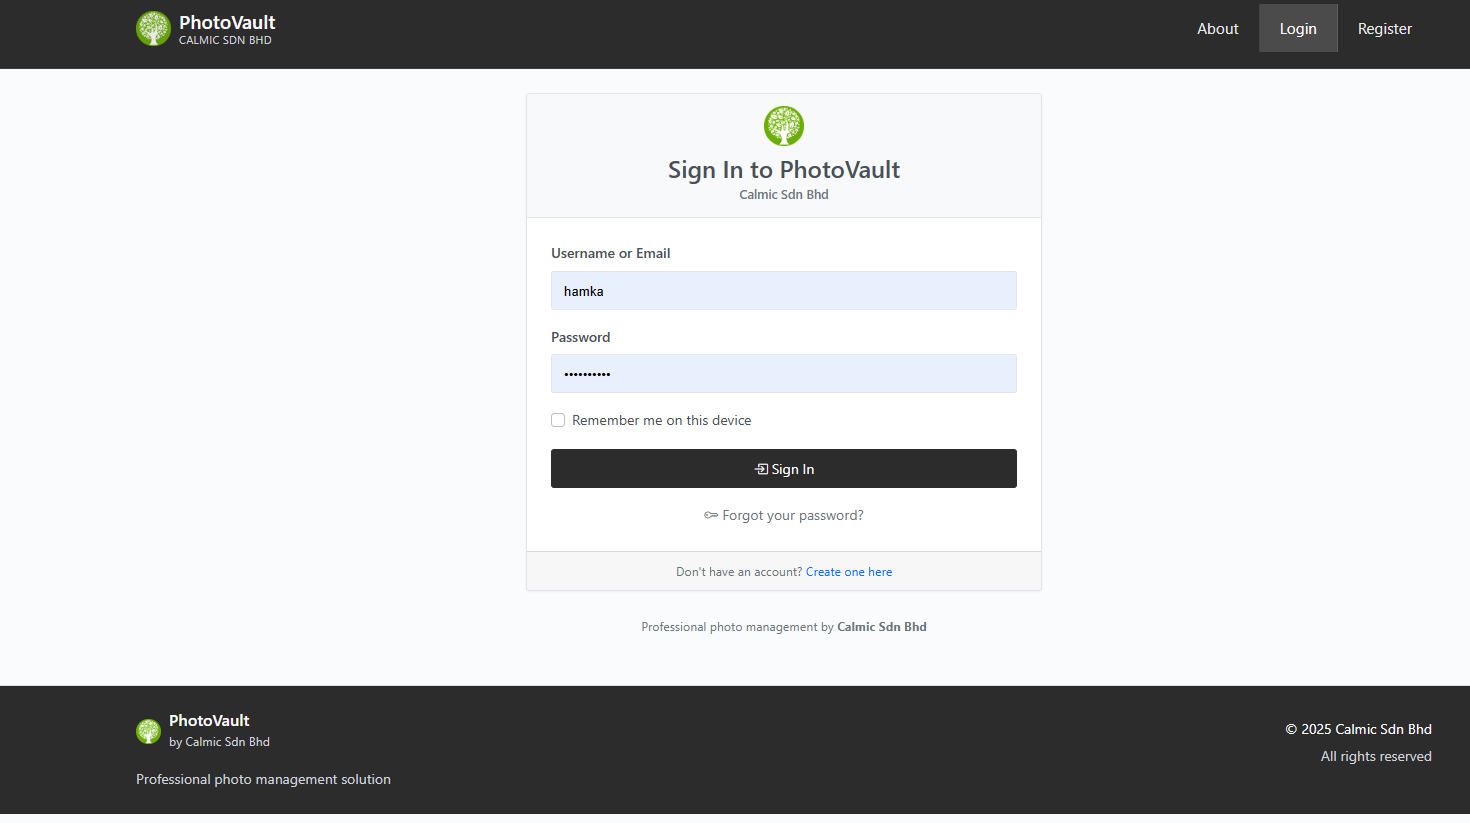 PhotoVault
CALMIC SDN BHD
About
Login
Register
Sign In to PhotoVault
Calmic Sdn Bhd
Username or Email
hamka
Password
••••••••••
Remember me on this device
Sign In
Forgot your password?
Don't have an account? Create one here
Professional photo management by Calmic Sdn Bhd
PhotoVault
by Calmic Sdn Bhd
Professional photo management solution
© 2025 Calmic Sdn Bhd
All rights reserved